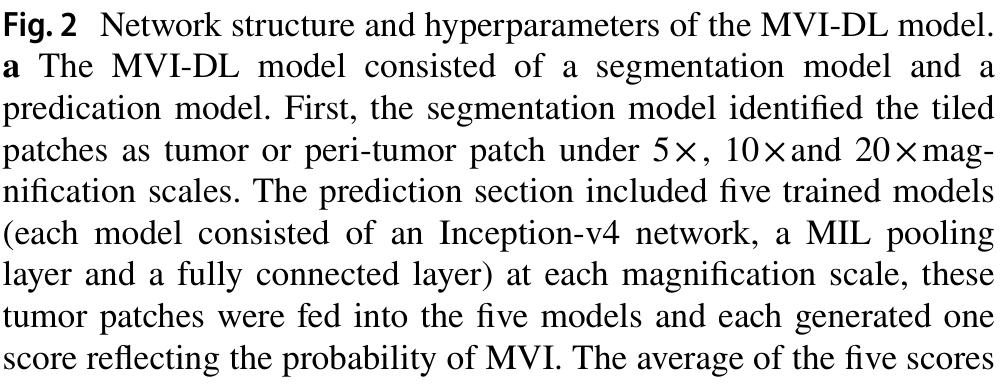 Fig. 2 Network structure and hyperparameters of the MVI-DL model.
a The MVI-DL model consisted of a segmentation model and a
predication model. First, the segmentation model identified the tiled
patches as tumor or peri-tumor patch under 5×, 10×and 20×mag-
nification scales. The prediction section included five trained models
(each model consisted of an Inception-v4 network, a MIL pooling
layer and a fully connected layer) at each magnification scale, these
tumor patches were fed into the five models and each generated one
score reflecting the probability of MVI. The average of the five scores